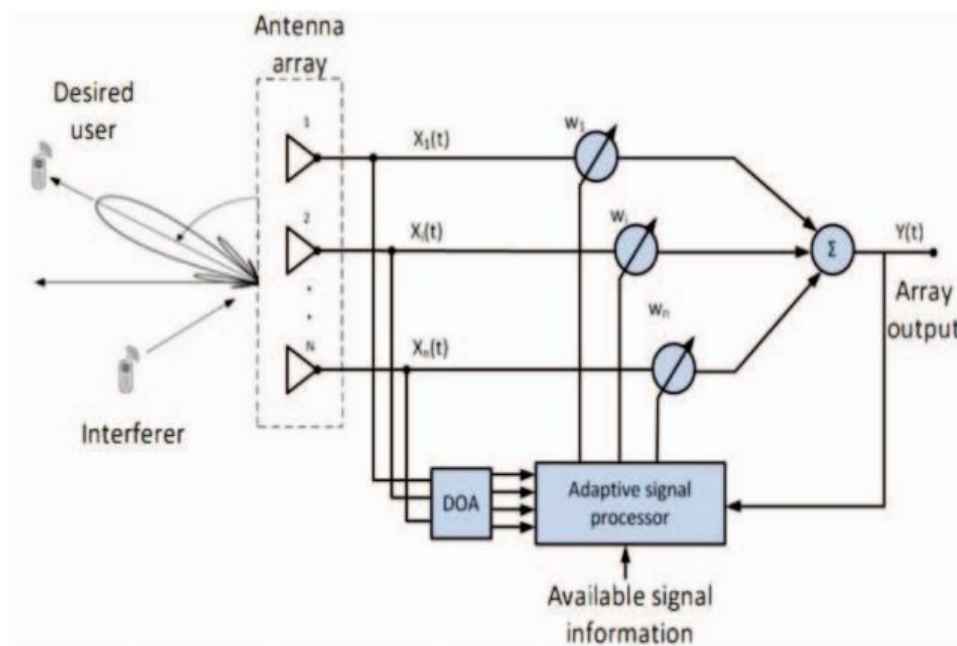 Antenna
array
Desired
user
Interferer
1
2
N
X₁(t)
Xᵢ(t)
Xₙ(t)
w₁
wᵢ
wₙ
Σ
Y(t)
Array
output
DOA
Adaptive signal
processor
Available signal
information